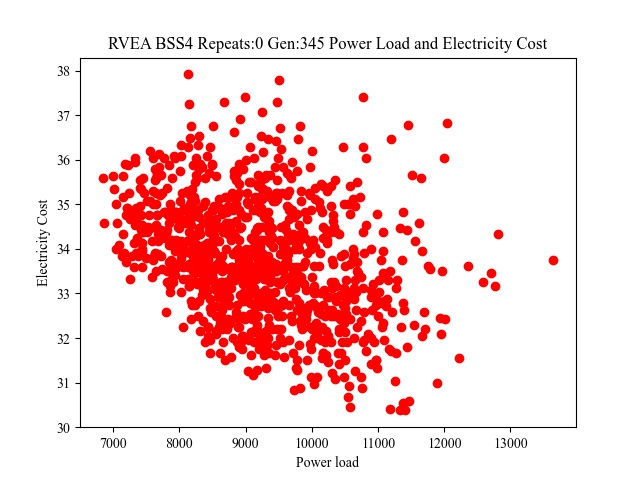 RVEA BSS4 Repeats:0 Gen:345 Power Load and Electricity Cost
38
37
36
35
34
33
32
31
30
Electricity Cost
7000 8000 9000 10000 11000 12000 13000
Power load